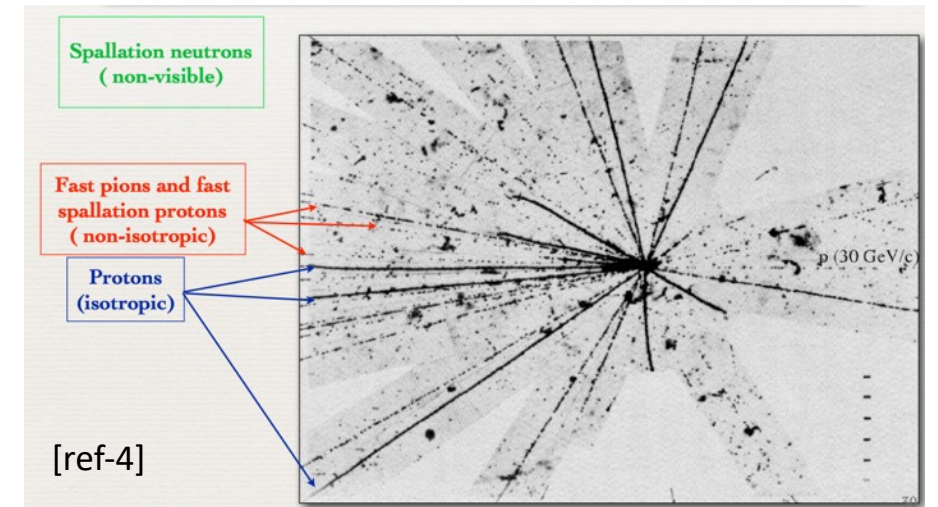 Spallation neutrons
( non-visible)
Fast pions and fast
spallation protons
( non-isotropic)
Protons
(isotropic)
p (30 GeV/c)
[ref-4]